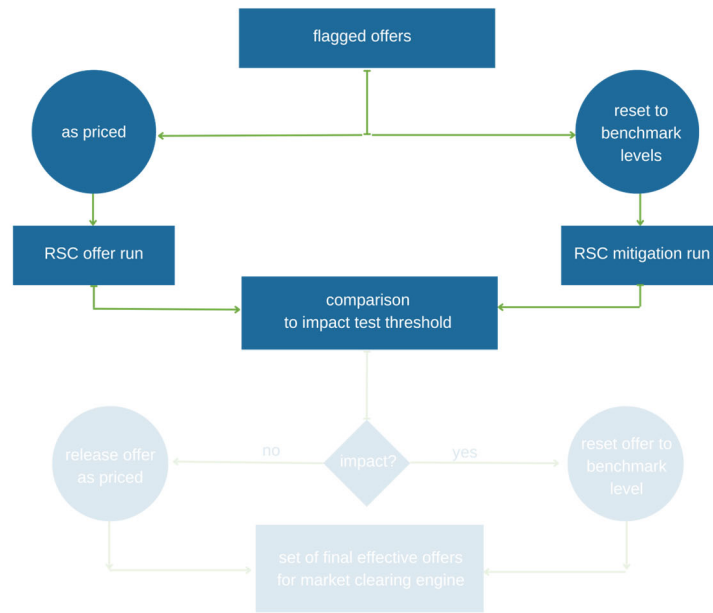 flagged offers
as priced
reset to
benchmark
levels
RSC offer run
RSC mitigation run
comparison
to impact test threshold
no
impact?
yes
release offer
as priced
reset offer to
benchmark
level
set of final effective offers
for market clearing engine